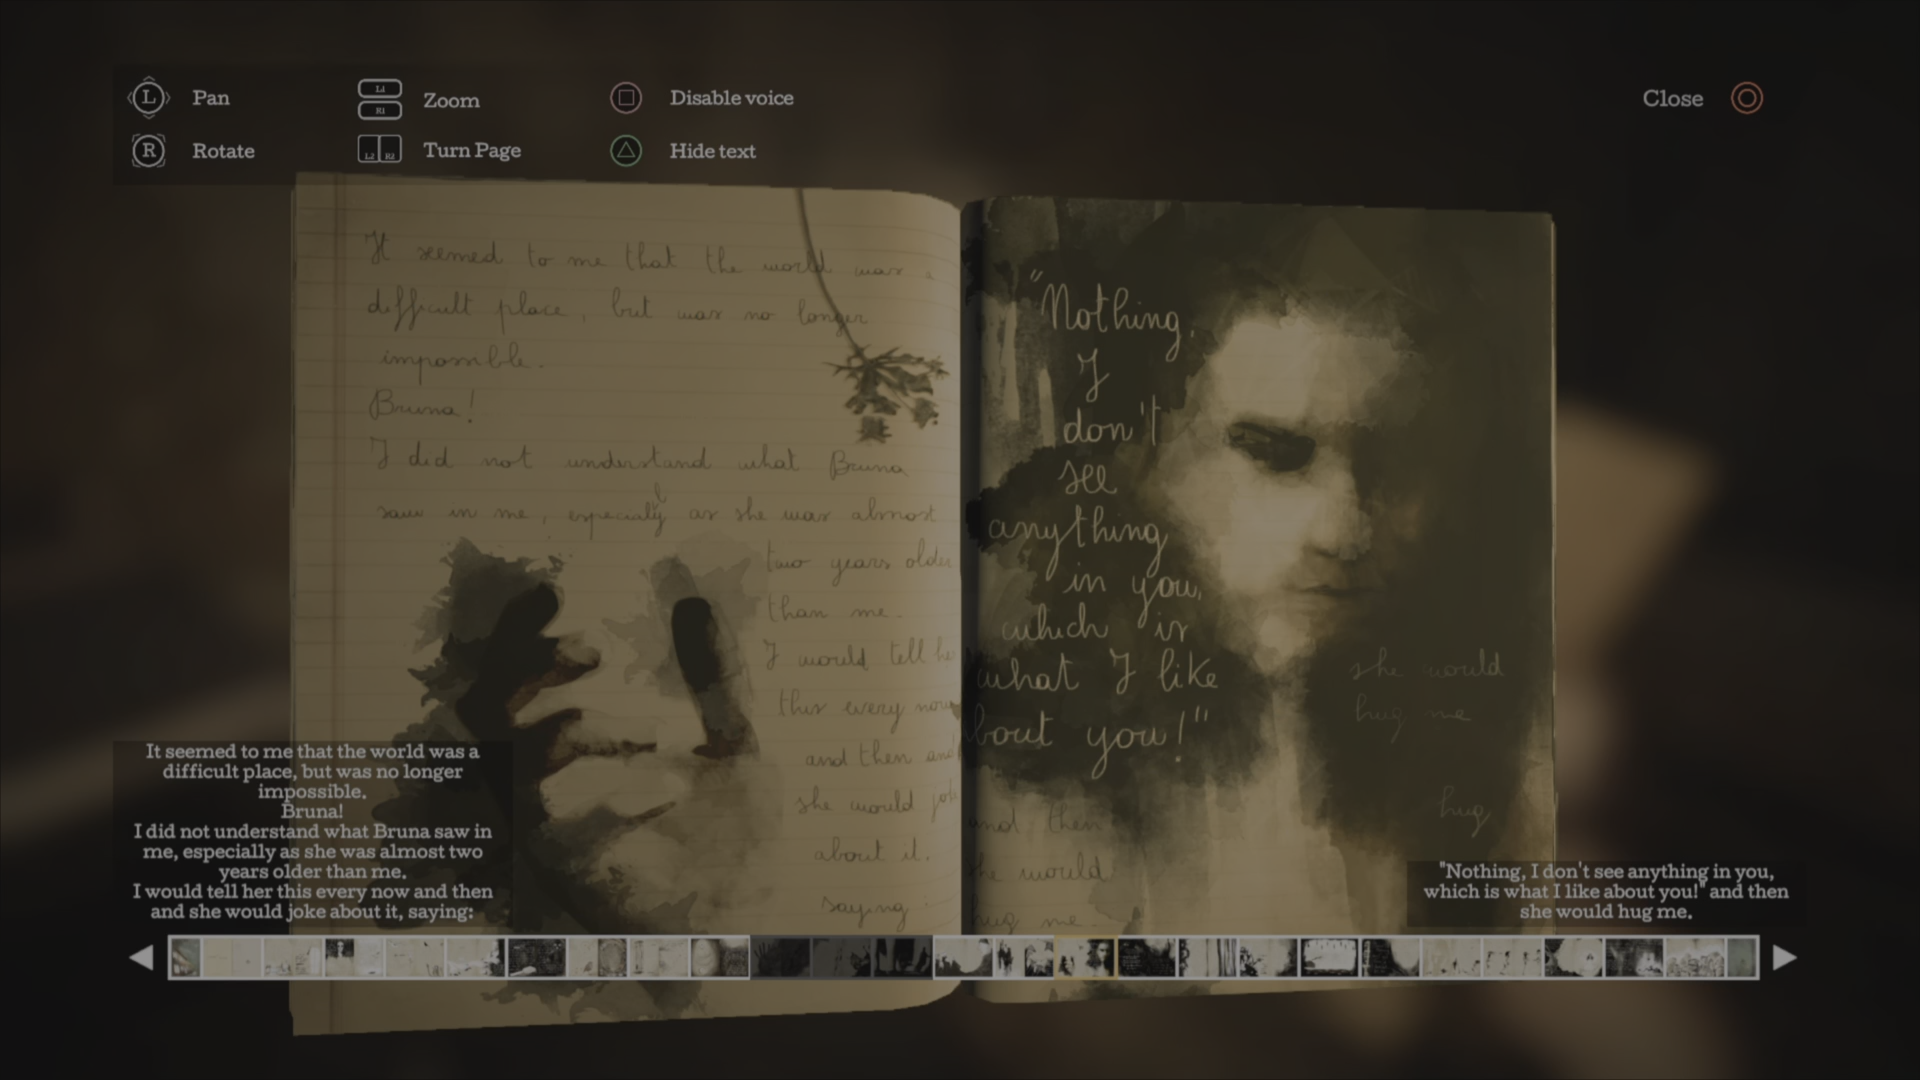 Pan
Zoom
Disable voice
Close
Rotate
Turn Page
Hide text
L
L1
R1
R
L2
R2
It seemed to me that the world was a
difficult place, but was no longer
impossible.
Bruna!
I did not understand what Bruna
saw in me, especially as she was almost
two years older
than me.
I would tell he
this every now
and then and
she would jok
about it.
saying:
"Nothing,
I
don't
see
anything
in you,
which is
what I like
bout you!"
she would
hug me
hug
and then
she would
hug me.
It seemed to me that the world was a
difficult place, but was no longer
impossible.
Bruna!
I did not understand what Bruna saw in
me, especially as she was almost two
years older than me.
I would tell her this every now and then
and she would joke about it, saying:
"Nothing, I don't see anything in you,
which is what I like about you!" and then
she would hug me.